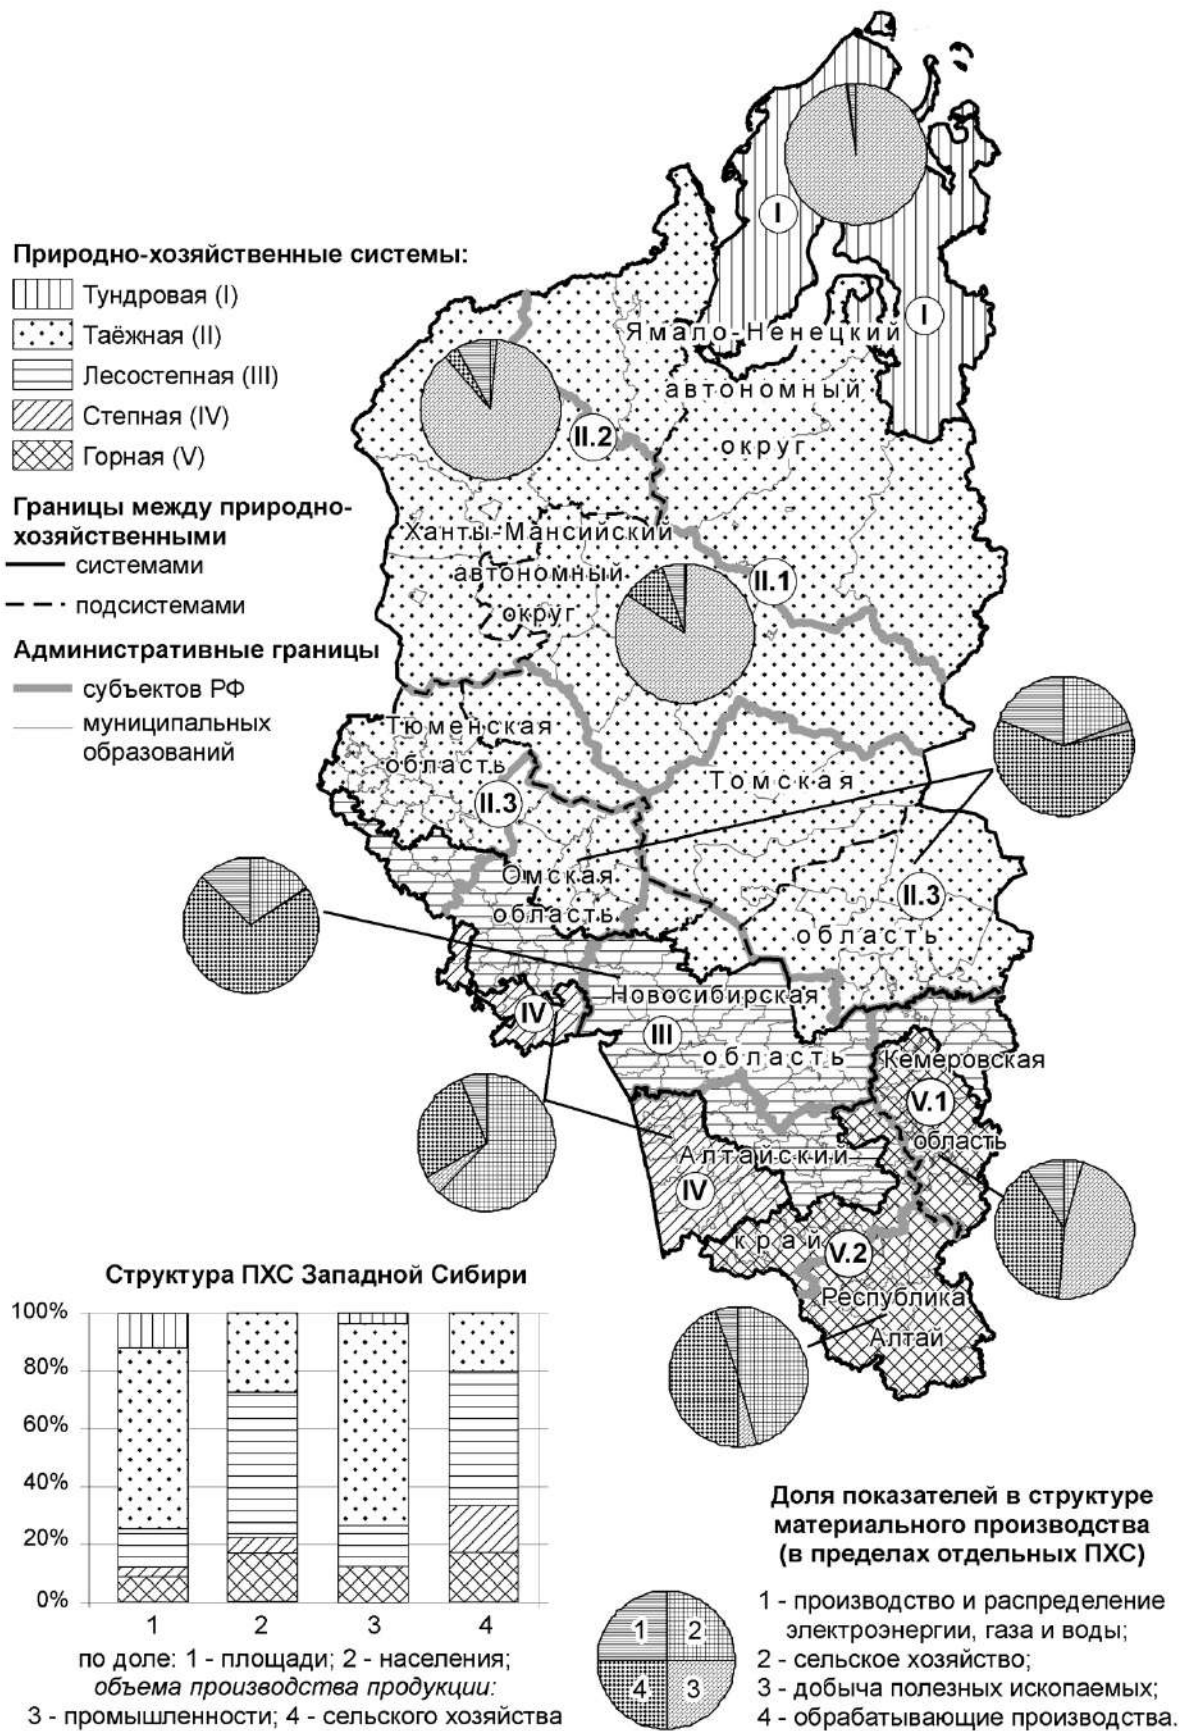 Природно-хозяйственные системы:
Тундровая (I)
Таёжная (II)
Лесостепная (III)
Степная (IV)
Горная (V)
Границы между природно-
хозяйственными
системами
подсистемами
Административные границы
субъектов РФ
муниципальных
образований
I
I
Ямало-Ненецкий
автономный
округ
II.2
Ханты-Мансийский
автономный
округ
II.1
Тюменская
область
II.3
Томская
Омская
область
II.3
область
Новосибирская
IV
III
область
Кемеровская
V.1
область
Алтайский
IV
край
V.2
Республика
Алтай
Структура ПХС Западной Сибири
100%
80%
60%
40%
20%
0%
1 2 3 4
по доле: 1 - площади; 2 - населения;
объема производства продукции:
3 - промышленности; 4 - сельского хозяйства
Доля показателей в структуре
материального производства
(в пределах отдельных ПХС)
1 2
4 3
1 - производство и распределение
электроэнергии, газа и воды;
2 - сельское хозяйство;
3 - добыча полезных ископаемых;
4 - обрабатывающие производства.